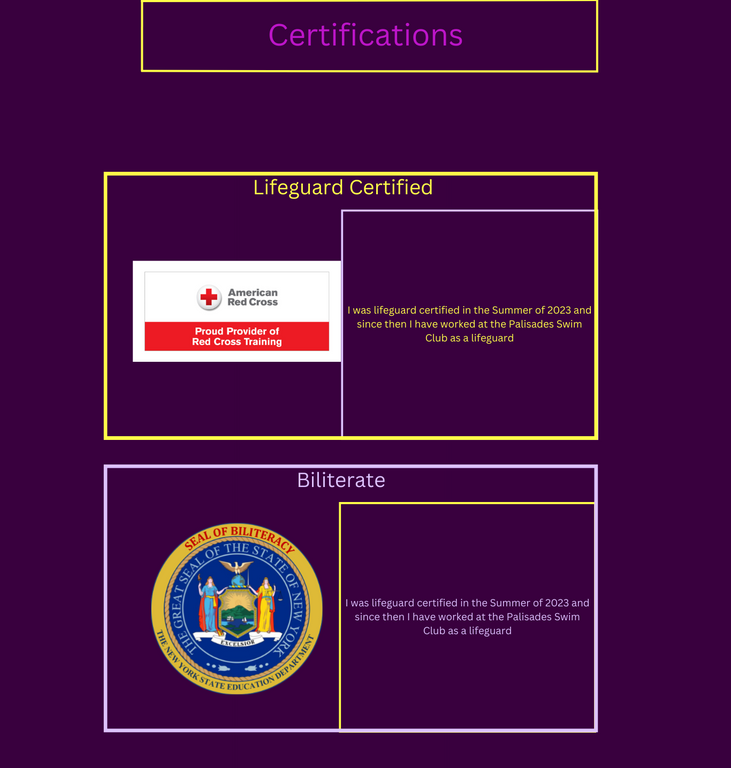 Certifications
Lifeguard Certified
American
Red Cross
Proud Provider of
Red Cross Training
I was lifeguard certified in the Summer of 2023 and
since then I have worked at the Palisades Swim
Club as a lifeguard
Biliterate
SEAL OF BILITERACY
THE GREAT SEAL OF THE STATE OF NEW YORK
EXCELSIOR
THE NEW YORK STATE EDUCATION DEPARTMENT
I was lifeguard certified in the Summer of 2023 and
since then I have worked at the Palisades Swim
Club as a lifeguard